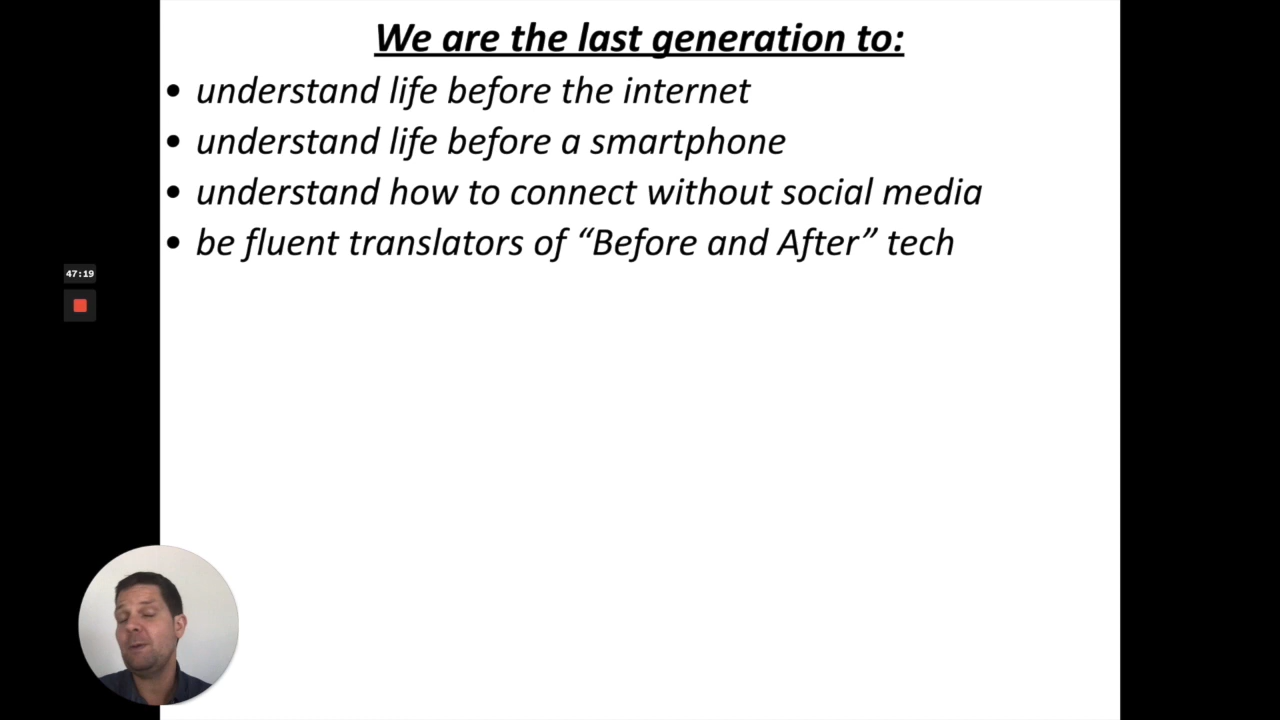 We are the last generation to:
• understand life before the internet
• understand life before a smartphone
• understand how to connect without social media
• be fluent translators of “Before and After” tech
47:19